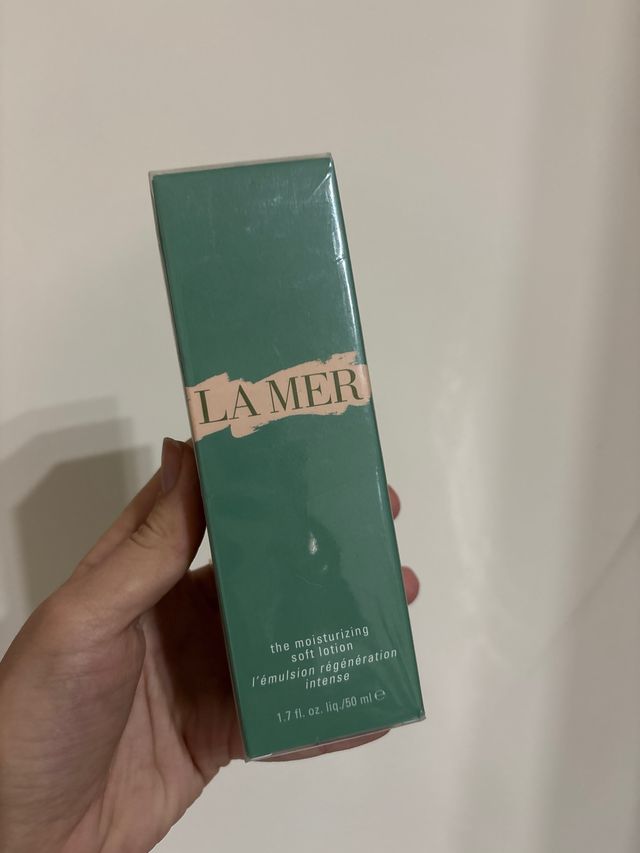 LA MER
the moisturizing
soft lotion
l'émulsion régénération
intense
1.7 fl. oz. liq./50 ml ℮